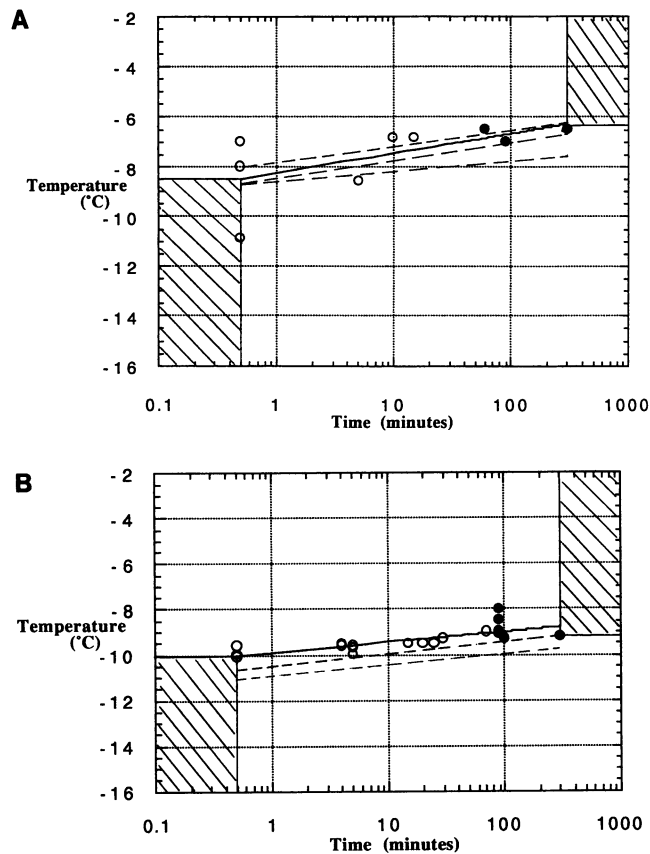 A
- 2
- 4
- 6
- 8
Temperature
(°C)
- 10
- 12
- 14
- 16
0.1 1 10 100 1000
Time (minutes)
B
- 2
- 4
- 6
- 8
Temperature
(°C)
- 10
- 12
- 14
- 16
0.1 1 10 100 1000
Time (minutes)